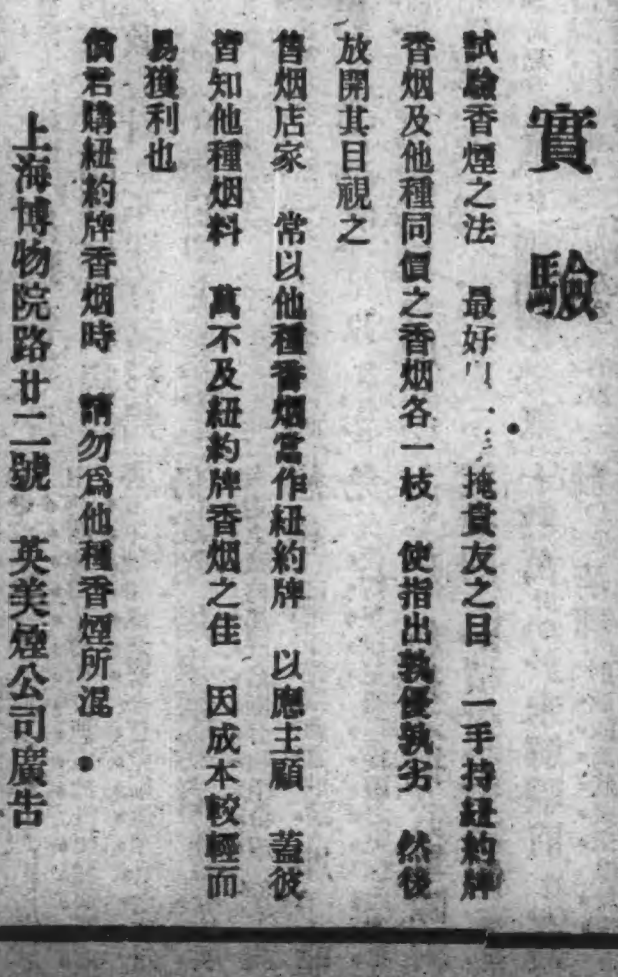 實驗
試驗香煙之法 最好 掩貴友之目 一手持紐約牌
香烟及他種同價之香烟各一枝 使指出孰優孰劣 然後
放開其目視之
售烟店家 常以他種香烟當作紐約牌 以應主顧 蓋彼
皆知他種烟料 萬不及紐約牌香烟之佳 因成本較輕而
易獲利也
倘君購紐約牌香烟時 請勿爲他種香煙所混
上海博物院路廿二號 英美煙公司廣告